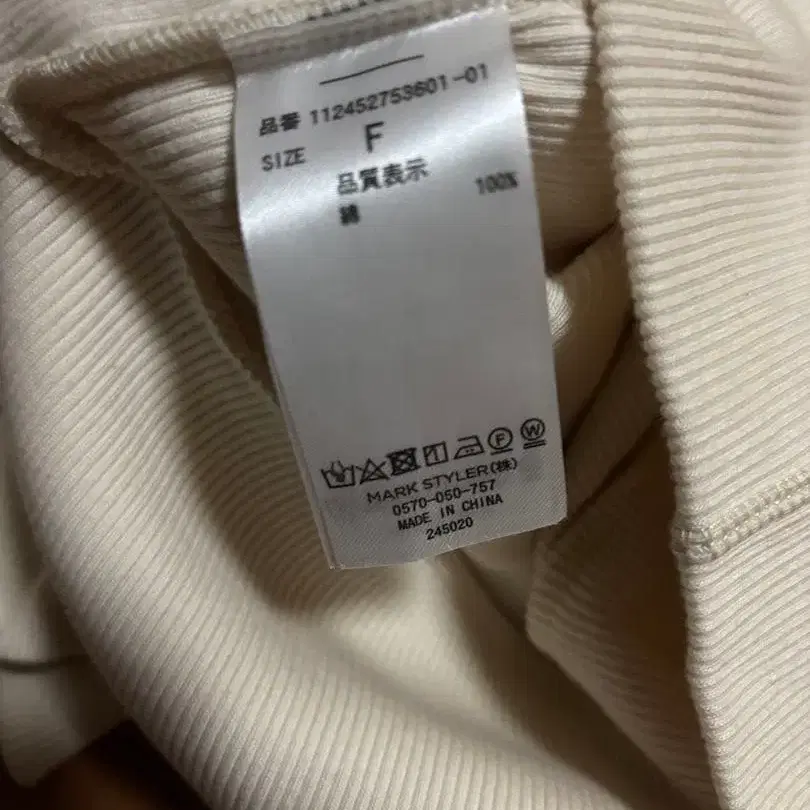 品番 112452753601-01
SIZE F
品質表示
綿 100%
F W
MARK STYLER(株)
0570-050-757
MADE IN CHINA
245020